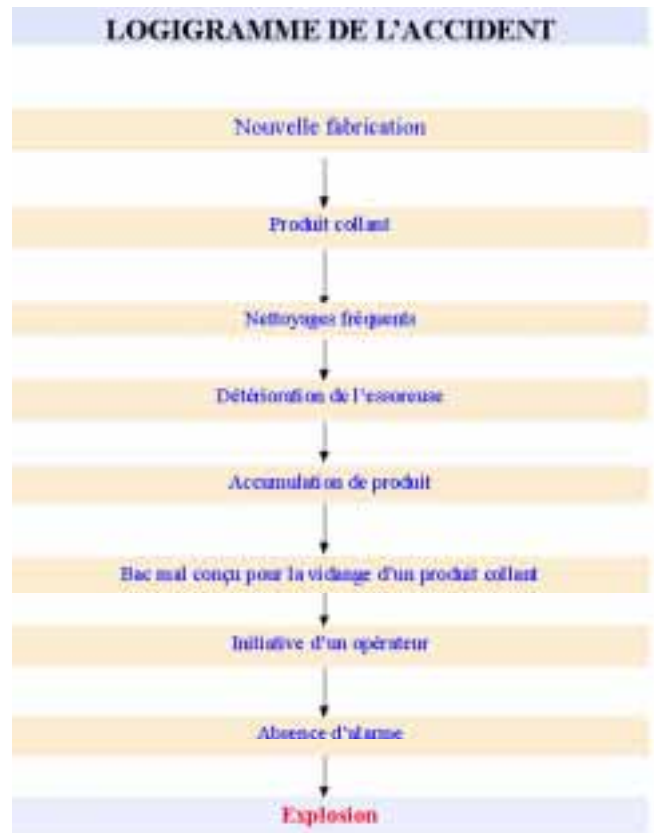 LOGIGRAMME DE L'ACCIDENT
Nouvelle fabrication
Produit collant
Nettoyages fréquents
Détérioration de l'essoreuse
Accumulation de produit
Bac mal conçu pour la vidange d'un produit collant
Initiative d'un opérateur
Absence d'alarme
Explosion